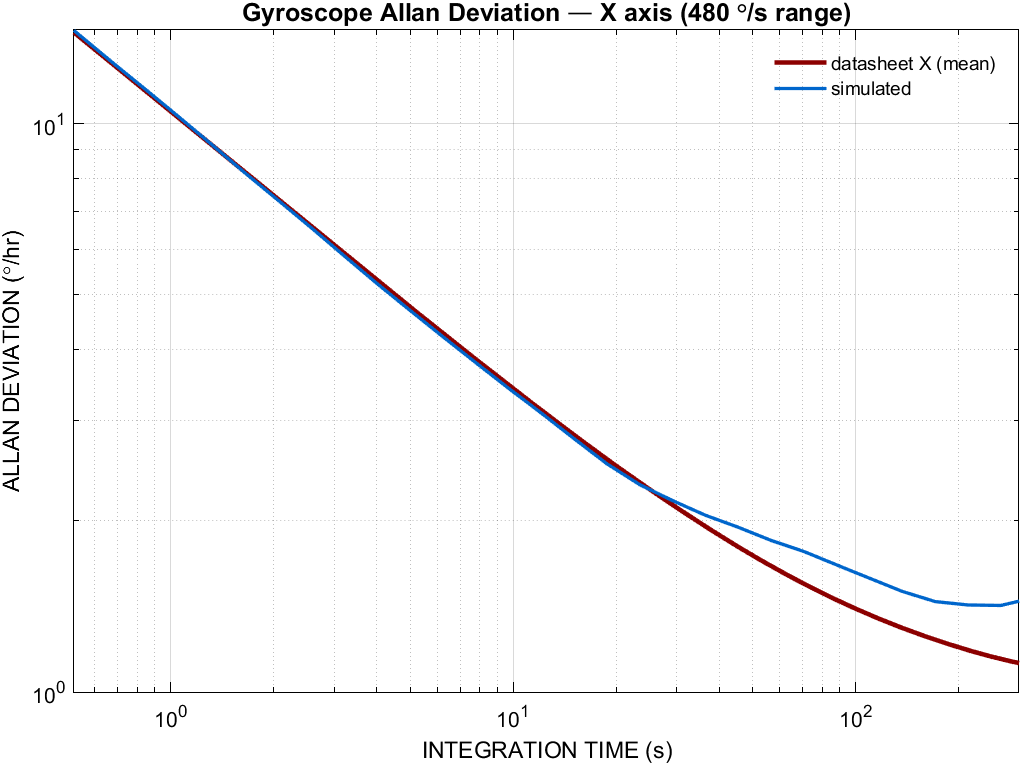 Gyroscope Allan Deviation — X axis (480 °/s range)
datasheet X (mean)
simulated
ALLAN DEVIATION (°/hr)
10¹
10⁰
10⁰
10¹
10²
INTEGRATION TIME (s)